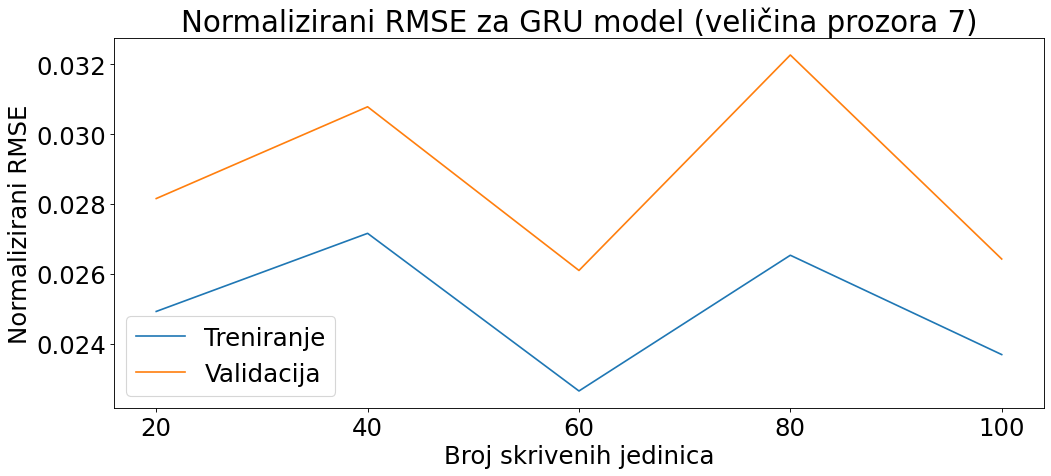 Normalizirani RMSE za GRU model (veličina prozora 7)
Normalizirani RMSE
0.032
0.030
0.028
0.026
0.024
Treniranje
Validacija
20 40 60 80 100
Broj skrivenih jedinica